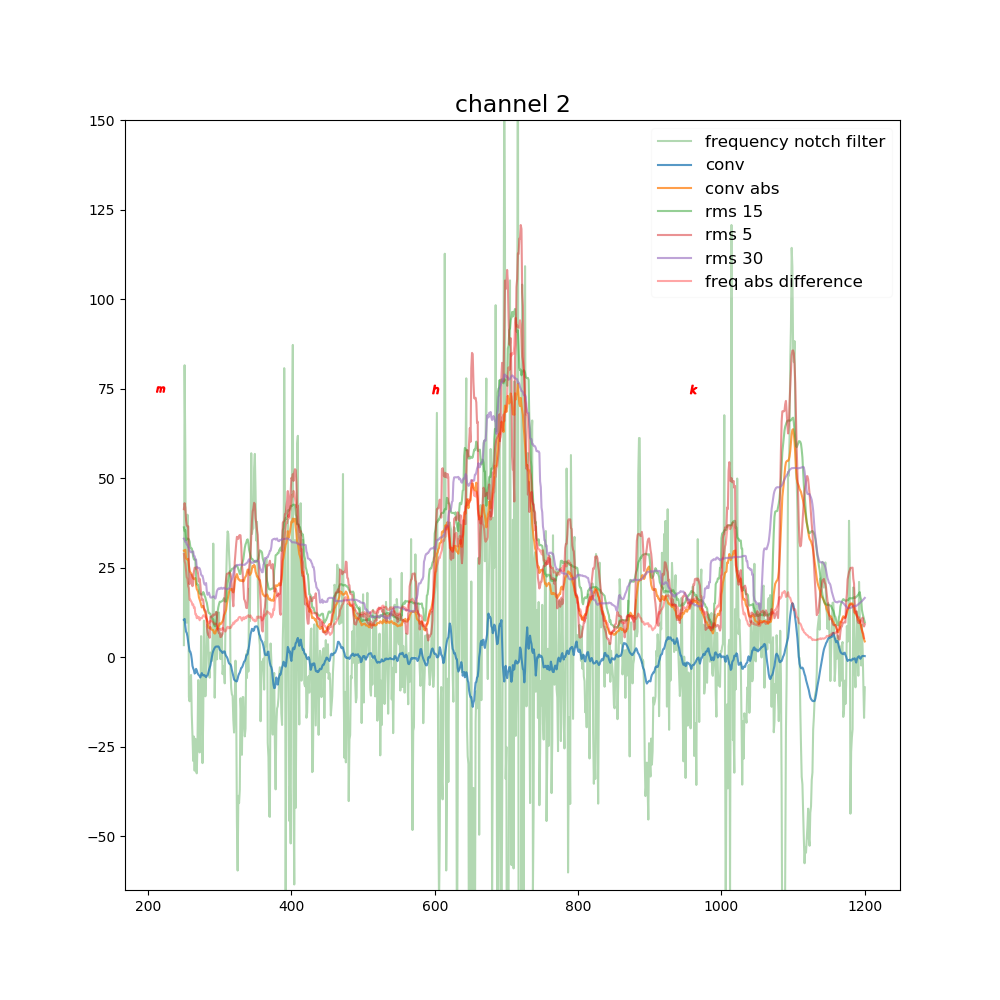 channel 2
150
125
100
75
50
25
0
−25
−50
200
400
600
800
1000
1200
frequency notch filter
conv
conv abs
rms 15
rms 5
rms 30
freq abs difference
m
h
k